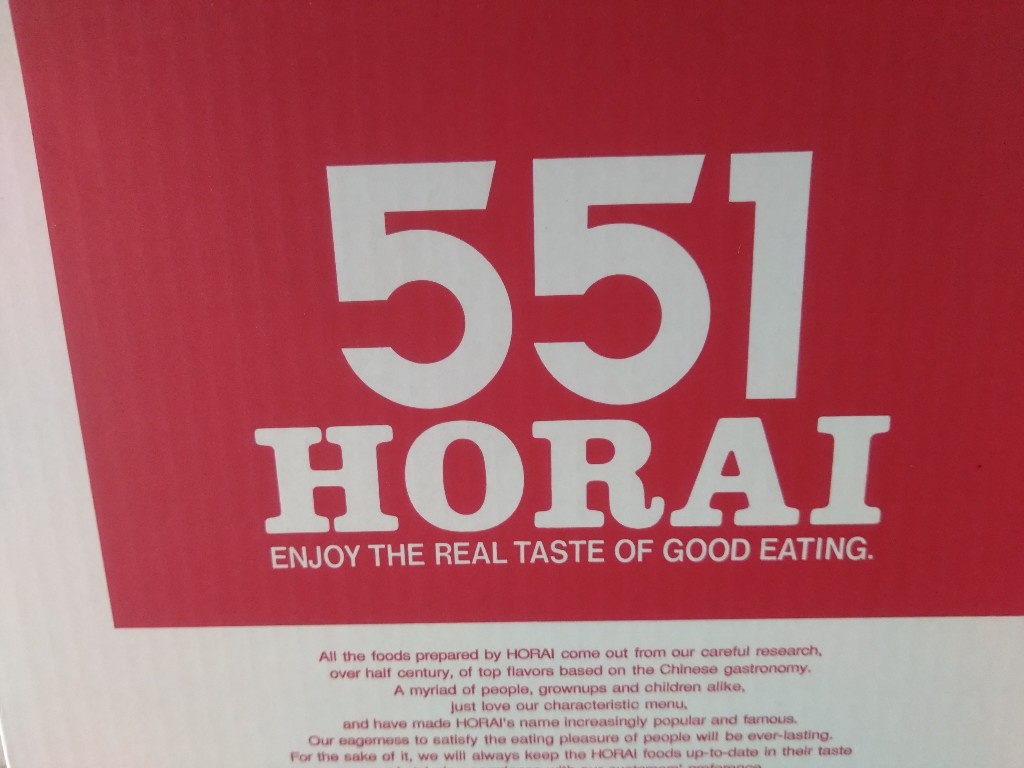 551
HORAI
ENJOY THE REAL TASTE OF GOOD EATING.
All the foods prepared by HORAI come out from our careful research,
over half century, of top flavors based on the Chinese gastronomy.
A myriad of people, grownups and children alike,
just love our characteristic menu,
and have made HORAI's name increasingly popular and famous.
Our eagerness to satisfy the eating pleasure of people will be ever-lasting.
For the sake of it, we will always keep the HORAI foods up-to-date in their taste